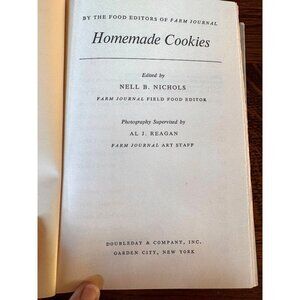 BY THE FOOD EDITORS OF FARM JOURNAL
Homemade Cookies
Edited by
NELL B. NICHOLS
FARM JOURNAL FIELD FOOD EDITOR
Photography Supervised by
AL J. REAGAN
FARM JOURNAL ART STAFF
DOUBLEDAY & COMPANY, INC.
GARDEN CITY, NEW YORK